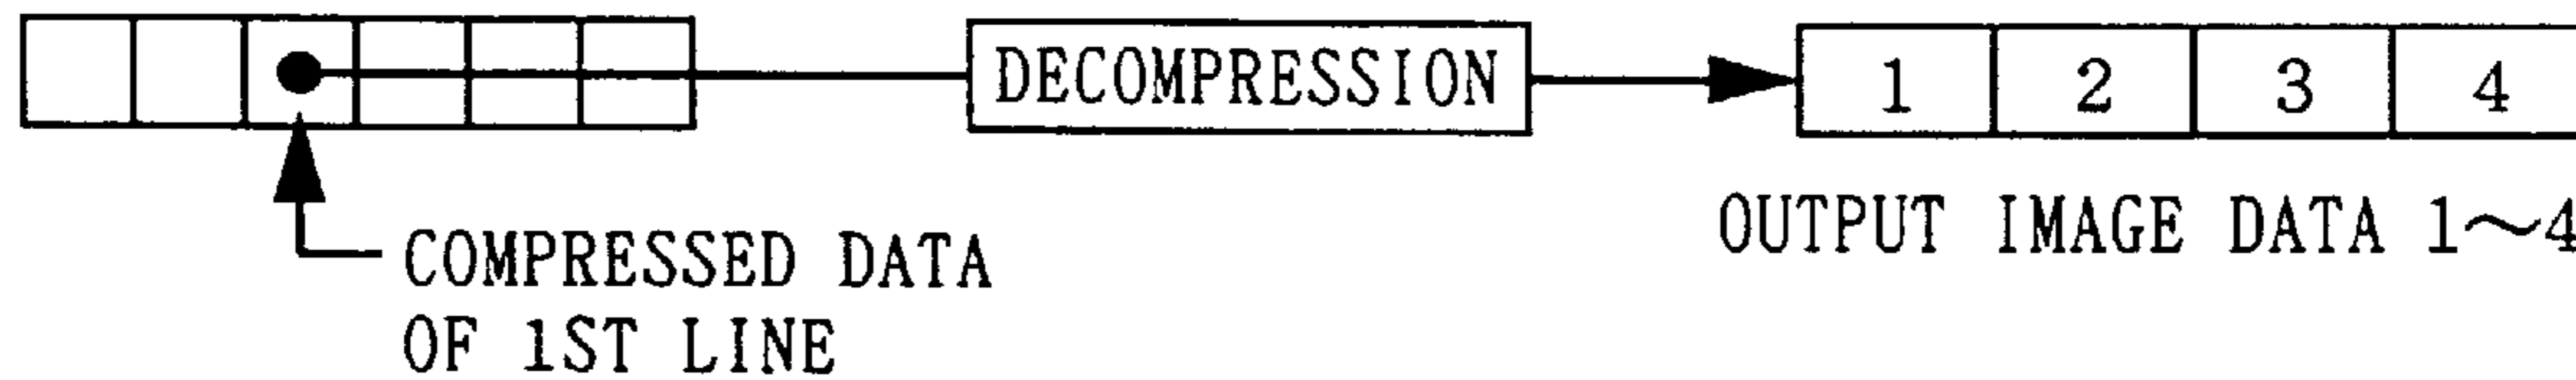 DECOMPRESSION
1 2 3 4
COMPRESSED DATA
OF 1ST LINE
OUTPUT IMAGE DATA 1～4